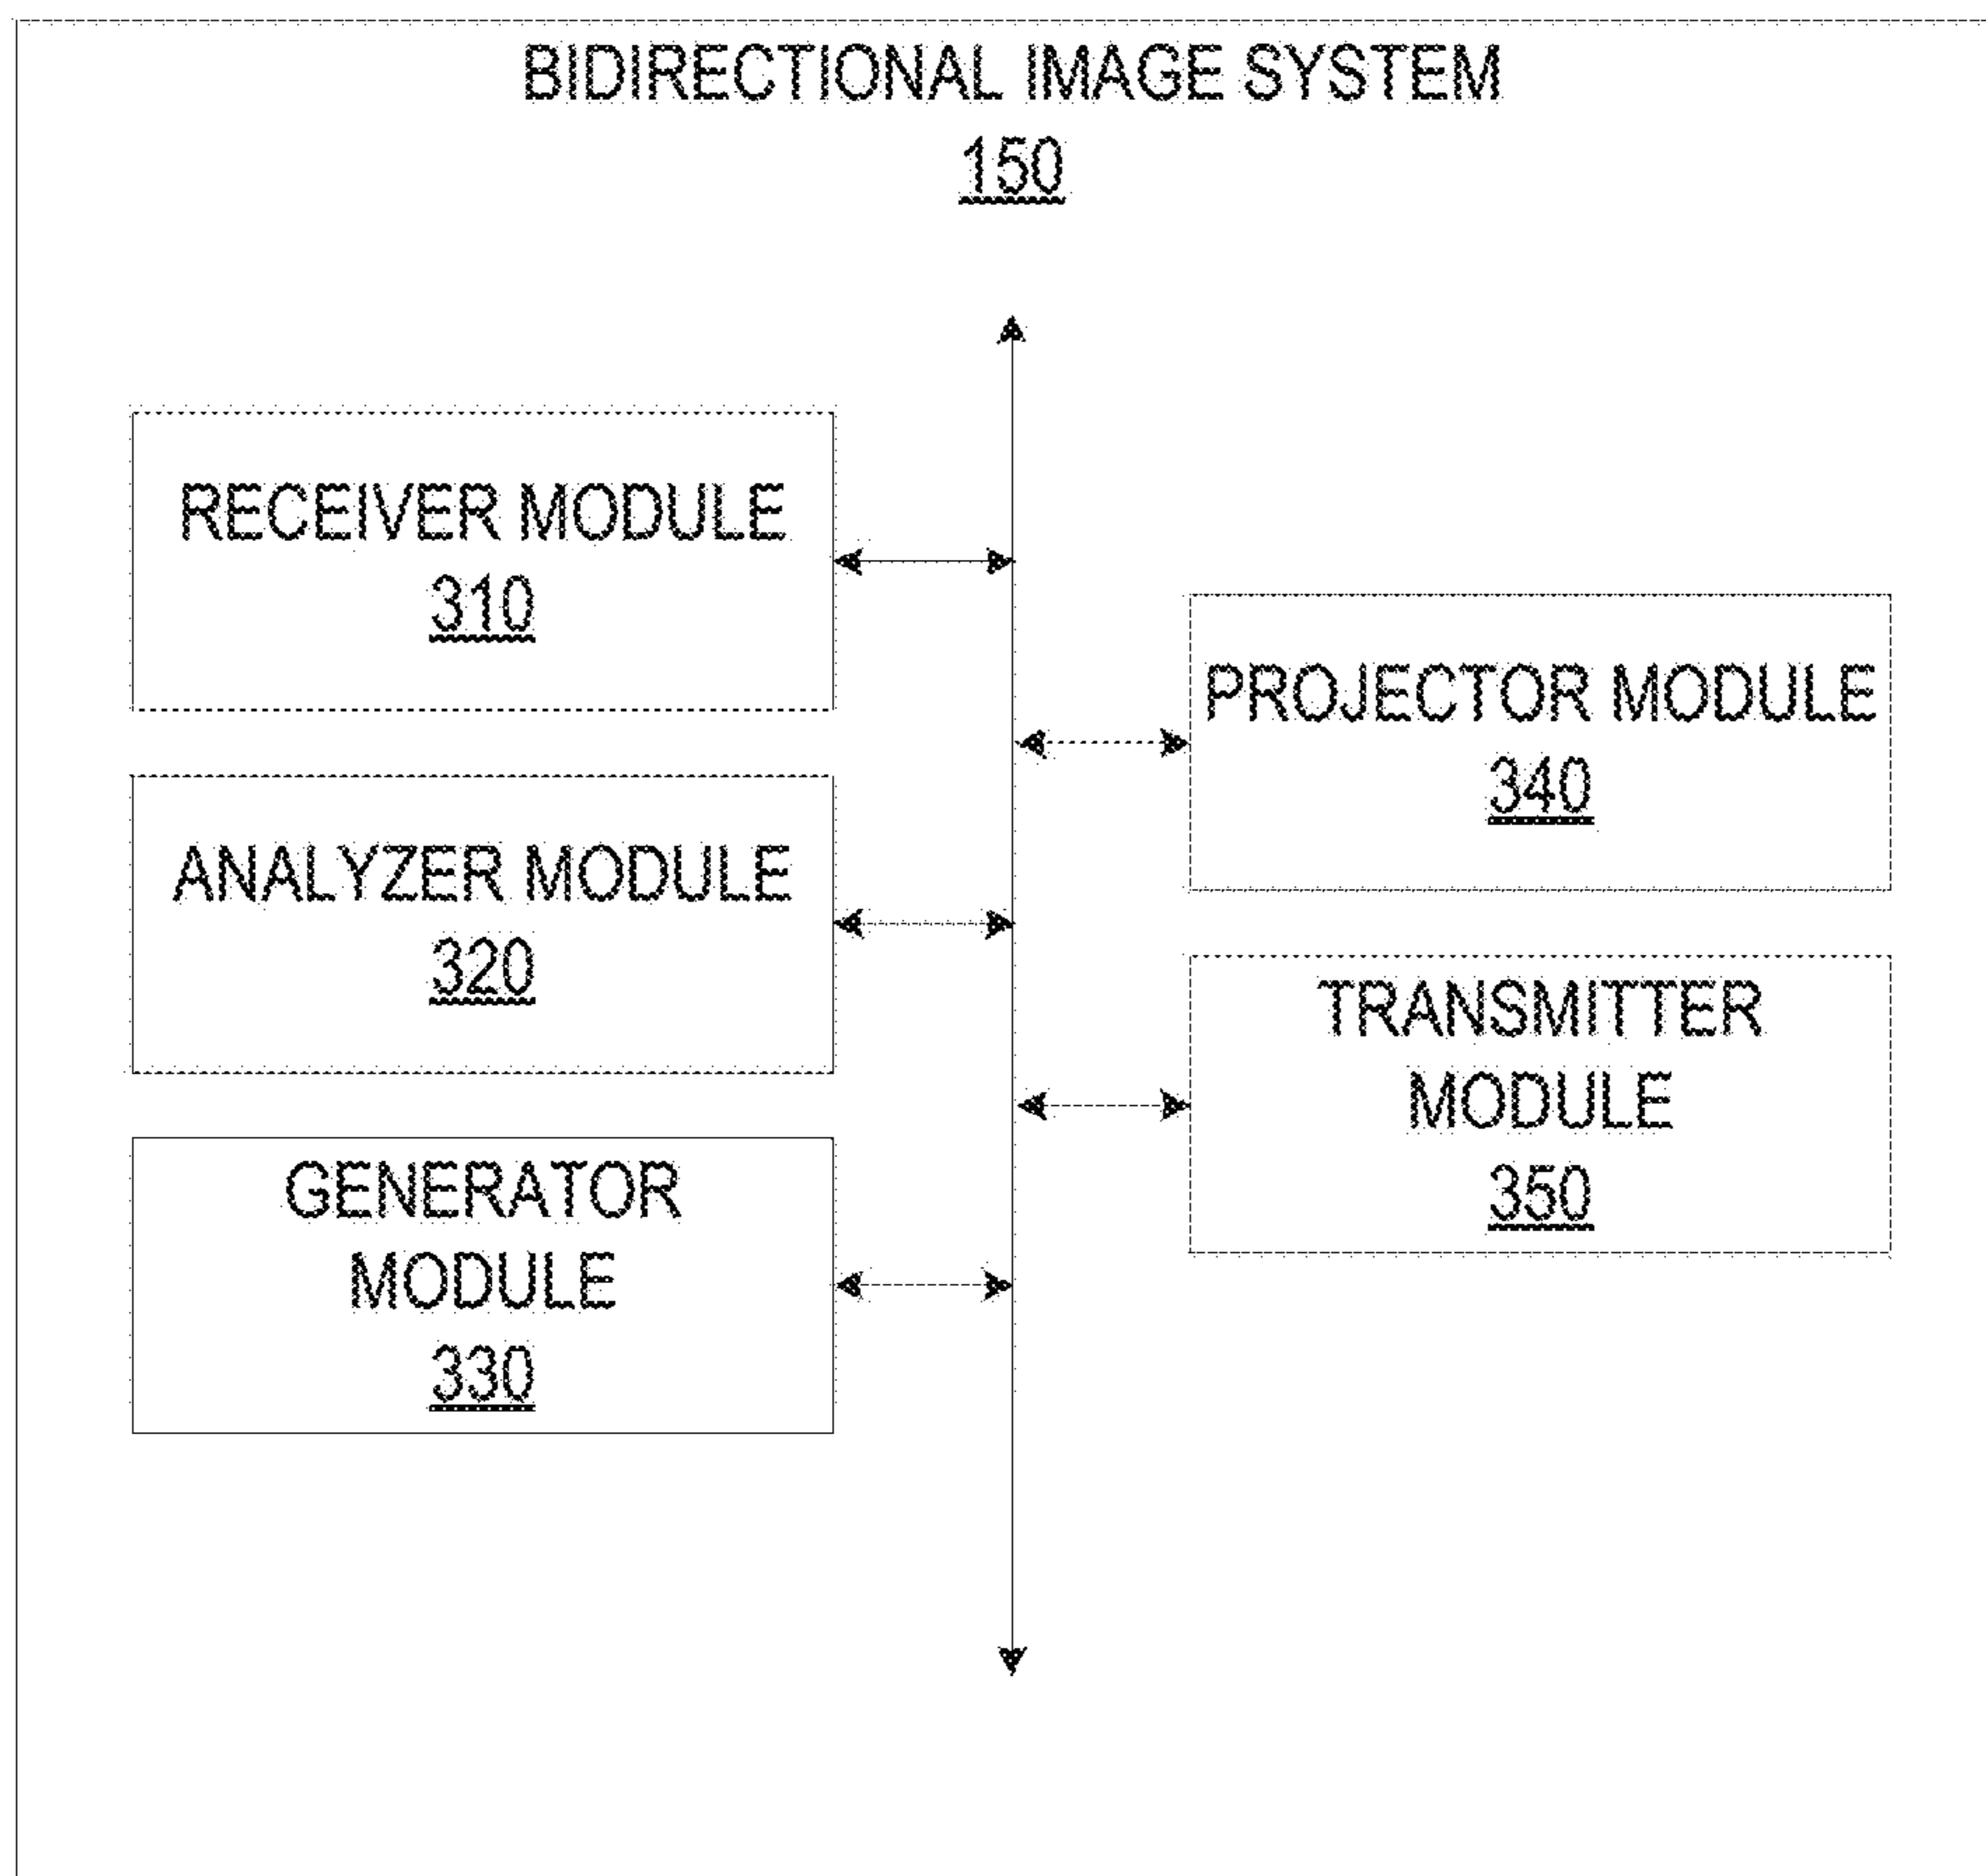 BIDIRECTIONAL IMAGE SYSTEM
150
RECEIVER MODULE
310
ANALYZER MODULE
320
GENERATOR
MODULE
330
PROJECTOR MODULE
340
TRANSMITTER
MODULE
350